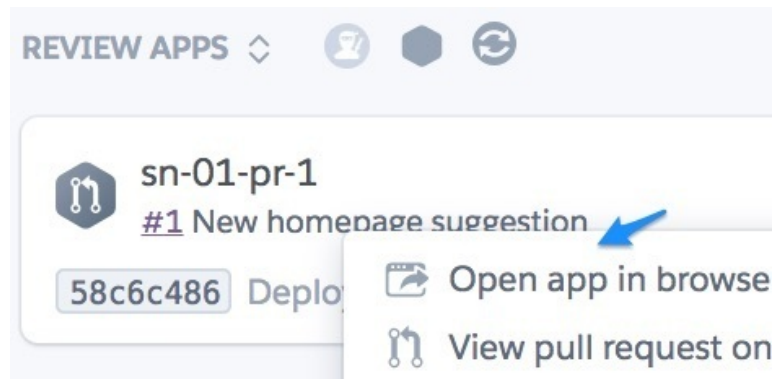 REVIEW APPS
sn-01-pr-1
#1 New homepage suggestion
58c6c486 Deplo
Open app in browse
View pull request on